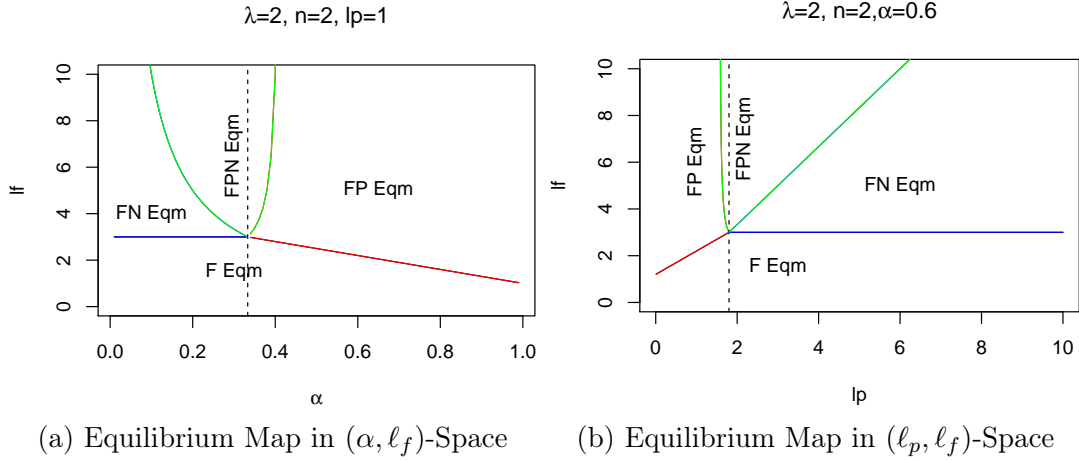 λ=2, n=2, lp=1
lf
10
8
6
4
2
0
FN Eqm
FPN Eqm
FP Eqm
F Eqm
0.0 0.2 0.4 0.6 0.8 1.0
α
(a) Equilibrium Map in (α, ℓf)-Space
λ=2, n=2,α=0.6
lf
10
8
6
4
2
0
FP Eqm
FPN Eqm
FN Eqm
F Eqm
0 2 4 6 8 10
lp
(b) Equilibrium Map in (ℓp, ℓf)-Space